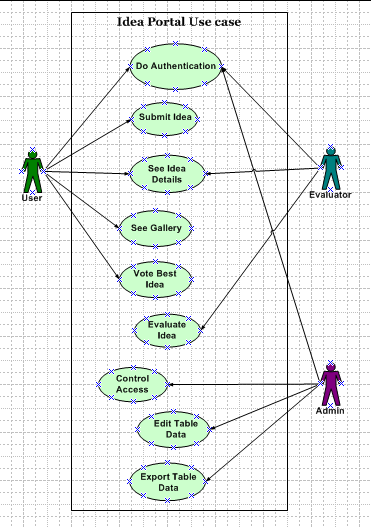 Idea Portal Use case
Do Authentication
Submit Idea
See Idea
Details
See Gallery
Vote Best
Idea
Evaluate
Idea
Control
Access
Edit Table
Data
Export Table
Data
User
Evaluator
Admin